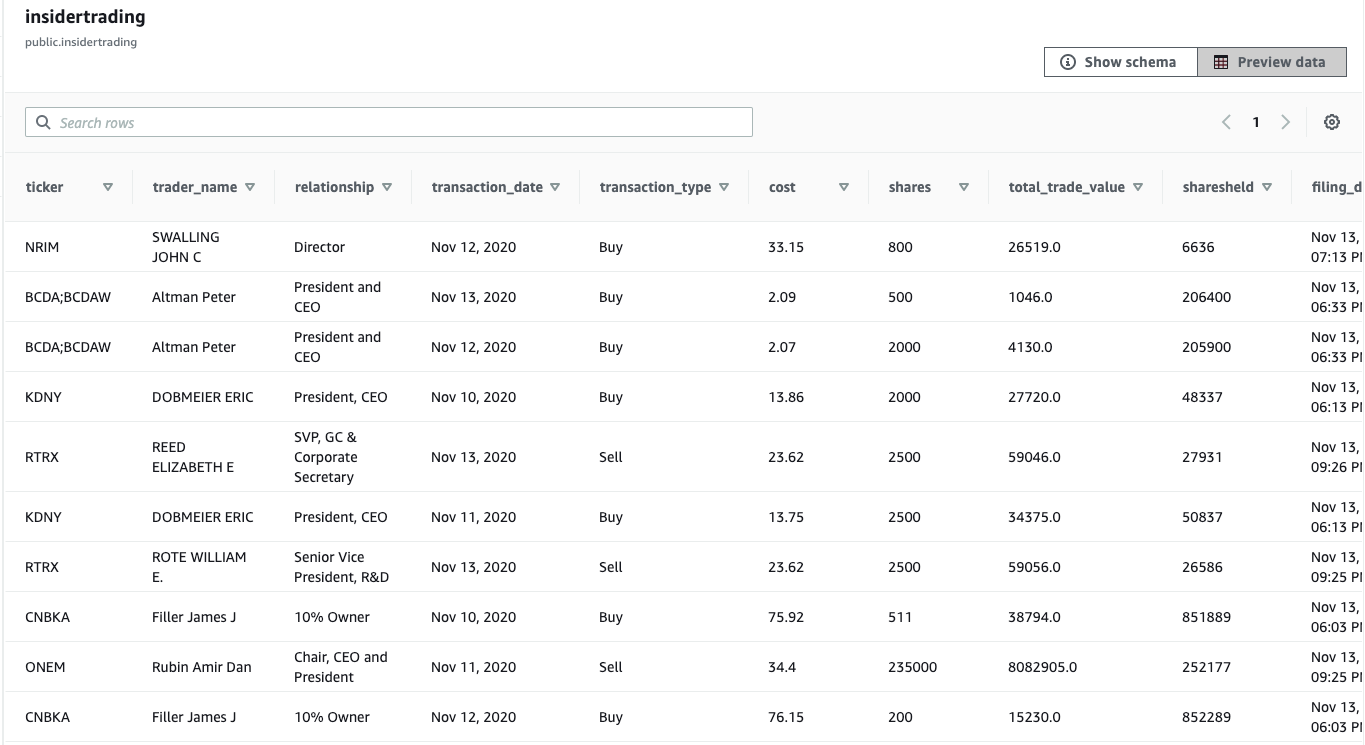 insidertrading
public.insidertrading
Show schema Preview data
Search rows 1
ticker trader_name relationship transaction_date transaction_type cost shares total_trade_value sharesheld filing_d
NRIM SWALLING JOHN C Director Nov 12, 2020 Buy 33.15 800 26519.0 6636 Nov 13, 07:13 PM
BCDA;BCDAW Altman Peter President and CEO Nov 13, 2020 Buy 2.09 500 1046.0 206400 Nov 13, 06:33 PM
BCDA;BCDAW Altman Peter President and CEO Nov 12, 2020 Buy 2.07 2000 4130.0 205900 Nov 13, 06:33 PM
KDNY DOBMEIER ERIC President, CEO Nov 10, 2020 Buy 13.86 2000 27720.0 48337 Nov 13, 06:13 PM
RTRX REED ELIZABETH E SVP, GC & Corporate Secretary Nov 13, 2020 Sell 23.62 2500 59046.0 27931 Nov 13, 09:26 PM
KDNY DOBMEIER ERIC President, CEO Nov 11, 2020 Buy 13.75 2500 34375.0 50837 Nov 13, 06:13 PM
RTRX ROTE WILLIAM E. Senior Vice President, R&D Nov 13, 2020 Sell 23.62 2500 59056.0 26586 Nov 13, 09:25 PM
CNBKA Filler James J 10% Owner Nov 10, 2020 Buy 75.92 511 38794.0 851889 Nov 13, 06:03 PM
ONEM Rubin Amir Dan Chair, CEO and President Nov 11, 2020 Sell 34.4 235000 8082905.0 252177 Nov 13, 09:25 PM
CNBKA Filler James J 10% Owner Nov 12, 2020 Buy 76.15 200 15230.0 852289 Nov 13, 06:03 PM